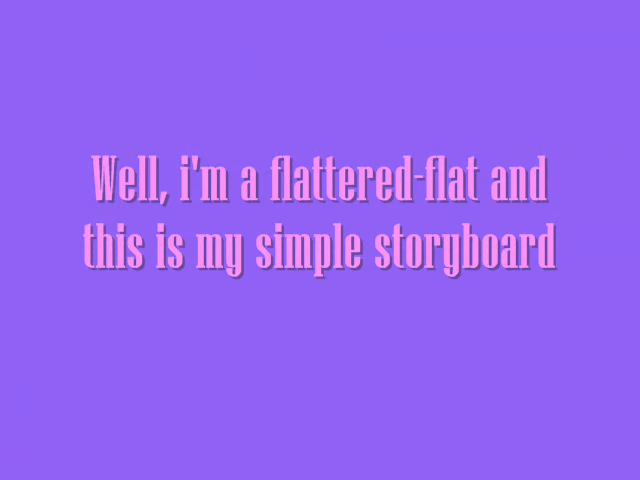 Well, i'm a flattered-flat and
this is my simple storyboard